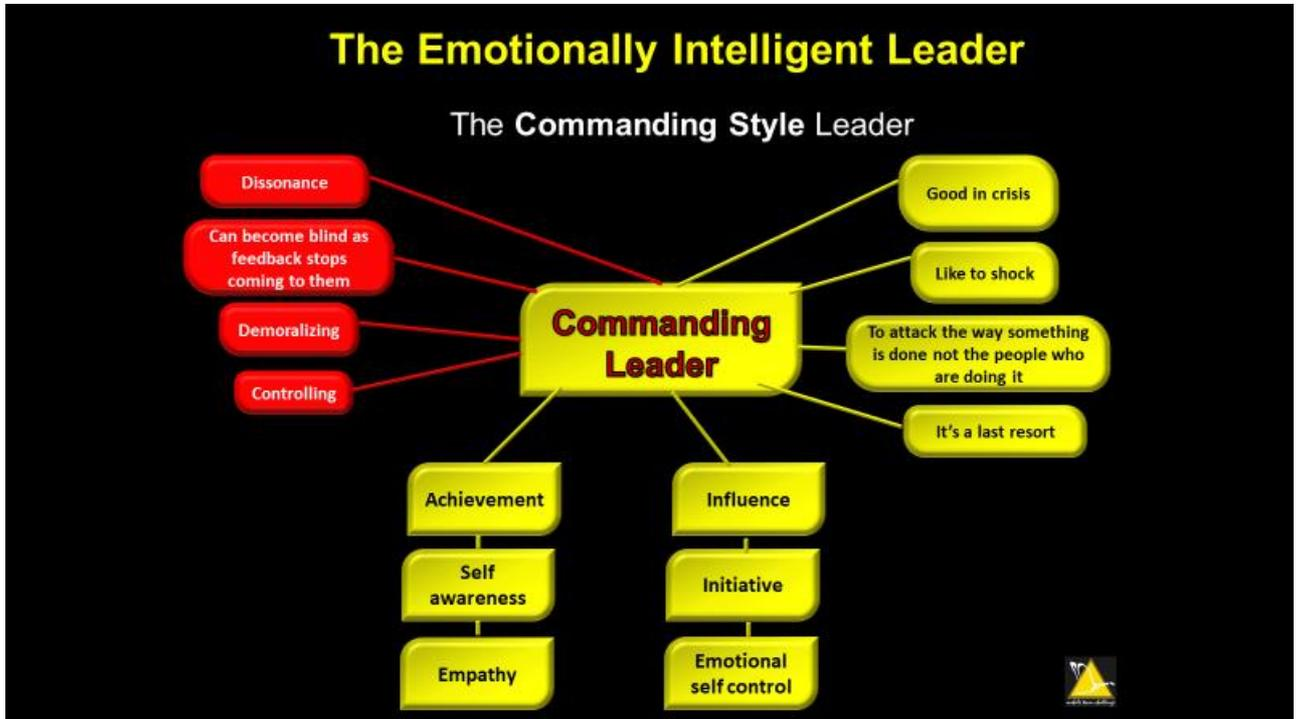 The Emotionally Intelligent Leader
The Commanding Style Leader
Dissonance
Can become blind as
feedback stops
coming to them
Demoralizing
Controlling
Commanding
Leader
Good in crisis
Like to shock
To attack the way something
is done not the people who
are doing it
It's a last resort
Achievement
Self
awareness
Empathy
Influence
Initiative
Emotional
self control